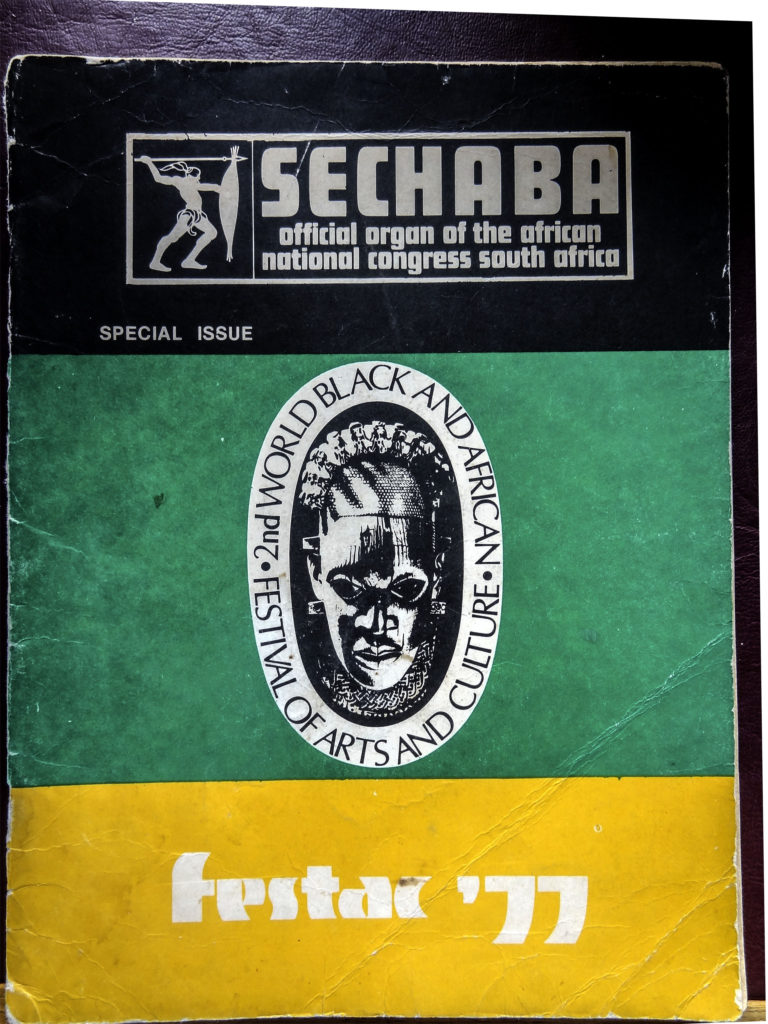 SECHABA
official organ of the african
national congress south africa
SPECIAL ISSUE
• 2nd WORLD BLACK AND AFRICAN •
FESTIVAL OF ARTS AND CULTURE
festac '77